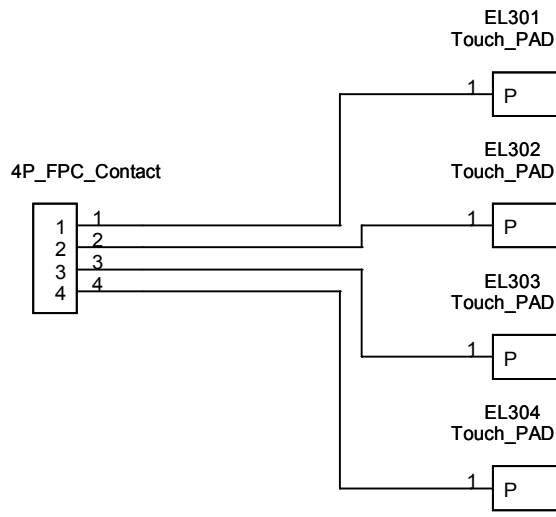 EL301
Touch_PAD
1 P
EL302
Touch_PAD
4P_FPC_Contact
1 1
1 P
2 2
3 3
4 4
EL303
Touch_PAD
1 P
EL304
Touch_PAD
1 P